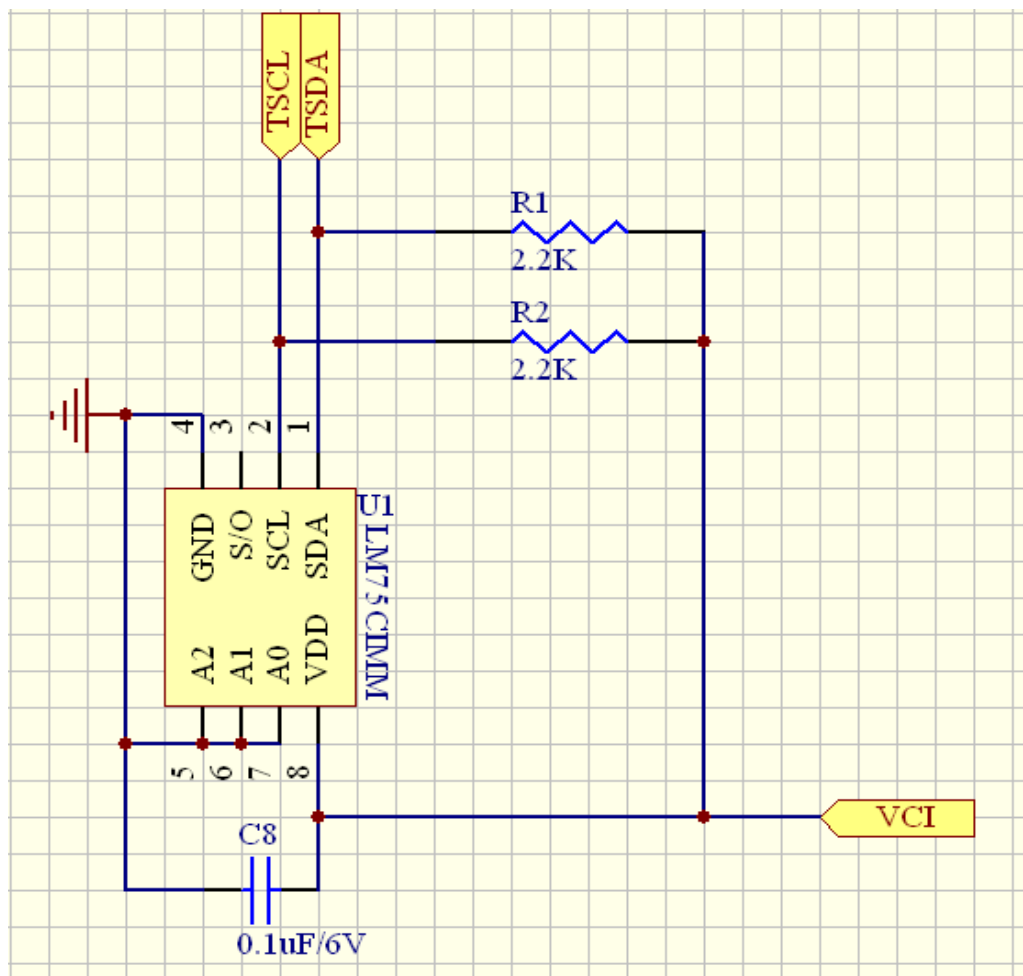 TSCL
TSDA
R1
2.2K
R2
2.2K
4
3
2
1
U1
LM75CIMM
GND
S/O
SCL
SDA
A2
A1
A0
VDD
5
6
7
8
VCI
C8
0.1uF/6V